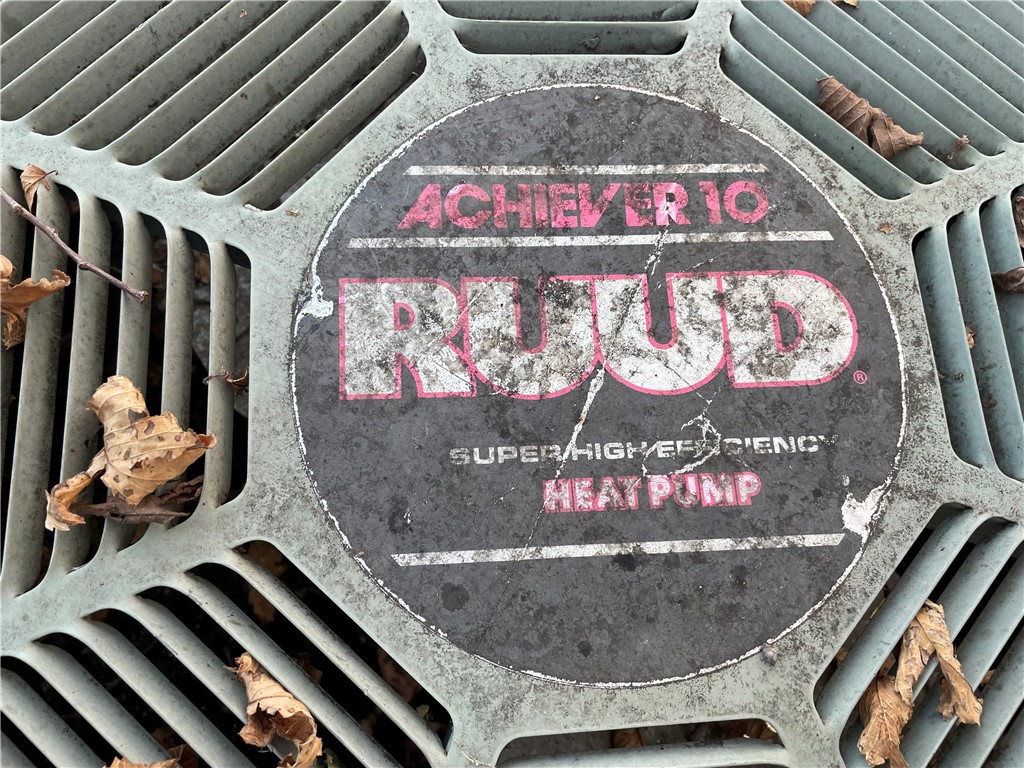 ACHIEVER 10
RUUD®
SUPER HIGH EFFICIENCY
HEAT PUMP